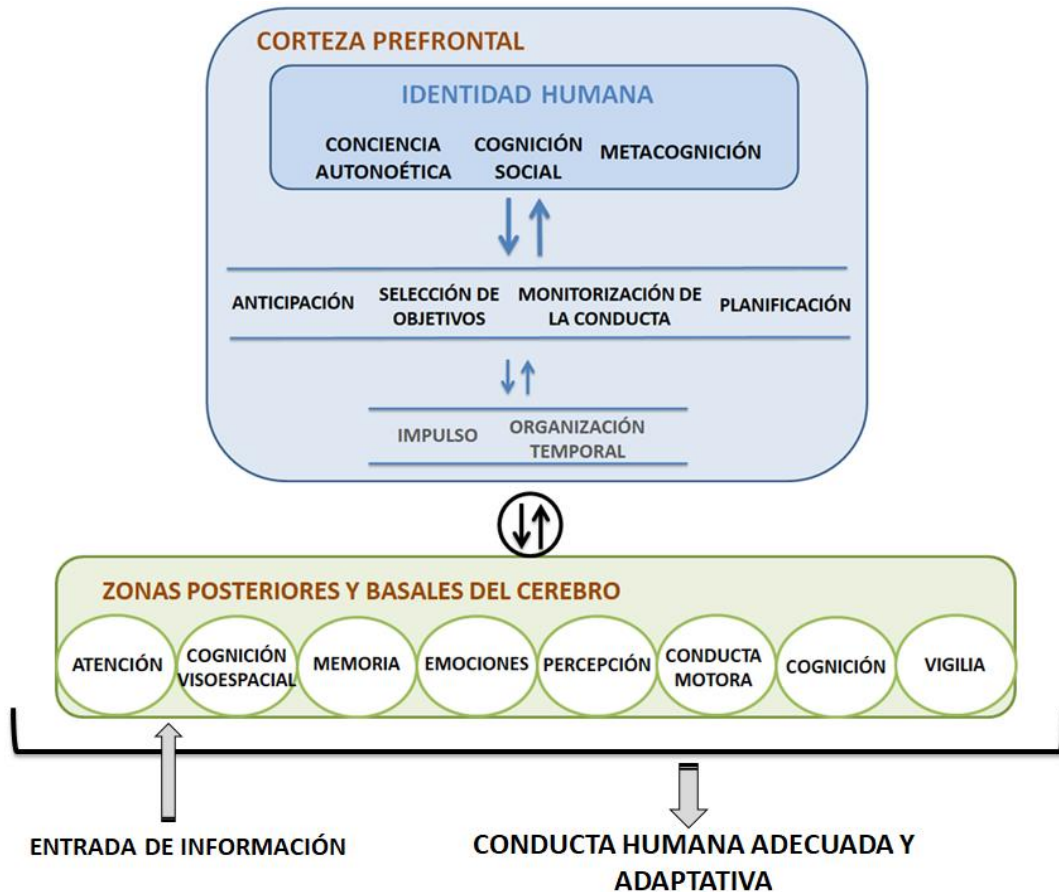 CORTEZA PREFRONTAL
IDENTIDAD HUMANA
CONCIENCIA
AUTONOÉTICA
COGNICIÓN
SOCIAL
METACOGNICIÓN
ANTICIPACIÓN
SELECCIÓN DE
OBJETIVOS
MONITORIZACIÓN DE
LA CONDUCTA
PLANIFICACIÓN
IMPULSO
ORGANIZACIÓN
TEMPORAL
ZONAS POSTERIORES Y BASALES DEL CEREBRO
ATENCIÓN
COGNICIÓN
VISOESPACIAL
MEMORIA
EMOCIONES
PERCEPCIÓN
CONDUCTA
MOTORA
COGNICIÓN
VIGILIA
ENTRADA DE INFORMACIÓN
CONDUCTA HUMANA ADECUADA Y
ADAPTATIVA